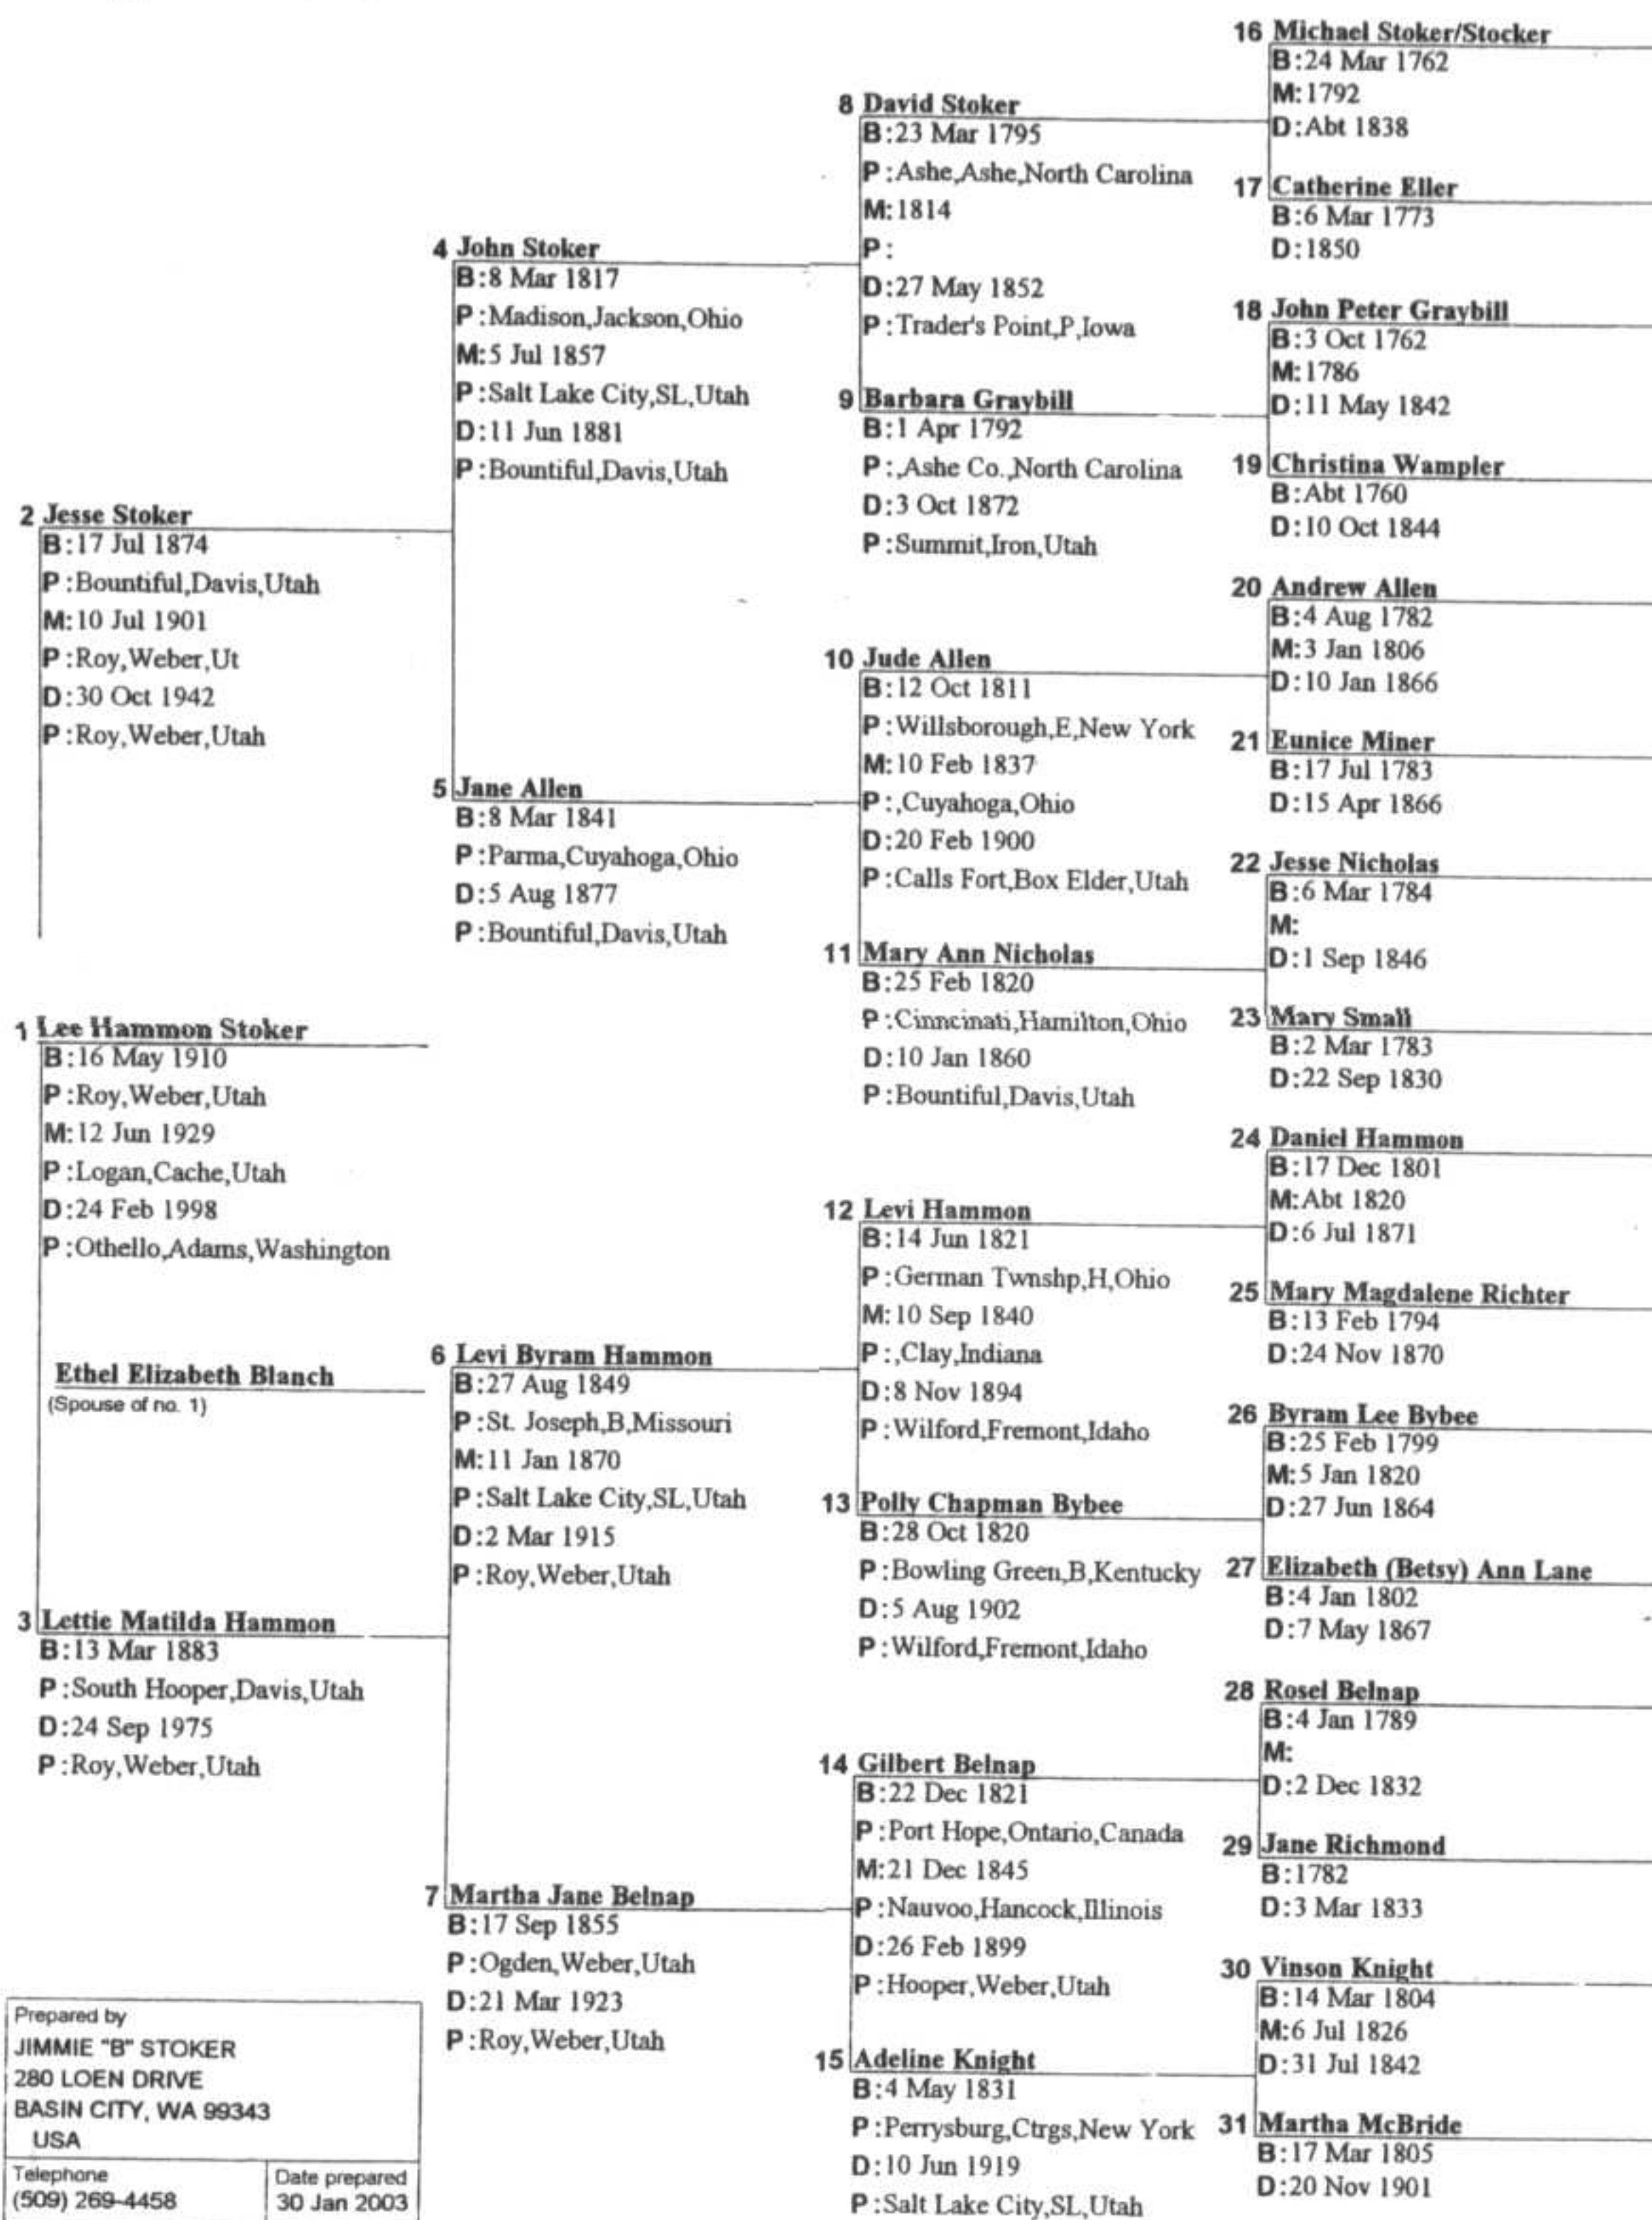 1 Lee Hammon Stoker
B:16 May 1910
P:Roy,Weber,Utah
M:12 Jun 1929
P:Logan,Cache,Utah
D:24 Feb 1998
P:Othello,Adams,Washington
Ethel Elizabeth Blanch
(Spouse of no. 1)
2 Jesse Stoker
B:17 Jul 1874
P:Bountiful,Davis,Utah
M:10 Jul 1901
P:Roy,Weber,Ut
D:30 Oct 1942
P:Roy,Weber,Utah
3 Lettie Matilda Hammon
B:13 Mar 1883
P:South Hooper,Davis,Utah
D:24 Sep 1975
P:Roy,Weber,Utah
4 John Stoker
B:8 Mar 1817
P:Madison,Jackson,Ohio
M:5 Jul 1857
P:Salt Lake City,SL,Utah
D:11 Jun 1881
P:Bountiful,Davis,Utah
5 Jane Allen
B:8 Mar 1841
P:Parma,Cuyahoga,Ohio
D:5 Aug 1877
P:Bountiful,Davis,Utah
6 Levi Byram Hammon
B:27 Aug 1849
P:St. Joseph,B,Missouri
M:11 Jan 1870
P:Salt Lake City,SL,Utah
D:2 Mar 1915
P:Roy,Weber,Utah
7 Martha Jane Belnap
B:17 Sep 1855
P:Ogden,Weber,Utah
D:21 Mar 1923
P:Roy,Weber,Utah
8 David Stoker
B:23 Mar 1795
P:Ashe,Ashe,North Carolina
M:1814
P:
D:27 May 1852
P:Trader's Point,P,Iowa
9 Barbara Graybill
B:1 Apr 1792
P:,Ashe Co.,North Carolina
D:3 Oct 1872
P:Summit,Iron,Utah
10 Jude Allen
B:12 Oct 1811
P:Willsborough,E,New York
M:10 Feb 1837
P:,Cuyahoga,Ohio
D:20 Feb 1900
P:Calls Fort,Box Elder,Utah
11 Mary Ann Nicholas
B:25 Feb 1820
P:Cinncinati,Hamilton,Ohio
D:10 Jan 1860
P:Bountiful,Davis,Utah
12 Levi Hammon
B:14 Jun 1821
P:German Twnshp,H,Ohio
M:10 Sep 1840
P:,Clay,Indiana
D:8 Nov 1894
P:Wilford,Fremont,Idaho
13 Polly Chapman Bybee
B:28 Oct 1820
P:Bowling Green,B,Kentucky
D:5 Aug 1902
P:Wilford,Fremont,Idaho
14 Gilbert Belnap
B:22 Dec 1821
P:Port Hope,Ontario,Canada
M:21 Dec 1845
P:Nauvoo,Hancock,Illinois
D:26 Feb 1899
P:Hooper,Weber,Utah
15 Adeline Knight
B:4 May 1831
P:Perrysburg,Ctrgs,New York
D:10 Jun 1919
P:Salt Lake City,SL,Utah
16 Michael Stoker/Stocker
B:24 Mar 1762
M:1792
D:Abt 1838
17 Catherine Eller
B:6 Mar 1773
D:1850
18 John Peter Graybill
B:3 Oct 1762
M:1786
D:11 May 1842
19 Christina Wampler
B:Abt 1760
D:10 Oct 1844
20 Andrew Allen
B:4 Aug 1782
M:3 Jan 1806
D:10 Jan 1866
21 Eunice Miner
B:17 Jul 1783
D:15 Apr 1866
22 Jesse Nicholas
B:6 Mar 1784
M:
D:1 Sep 1846
23 Mary Small
B:2 Mar 1783
D:22 Sep 1830
24 Daniel Hammon
B:17 Dec 1801
M:Abt 1820
D:6 Jul 1871
25 Mary Magdalene Richter
B:13 Feb 1794
D:24 Nov 1870
26 Byram Lee Bybee
B:25 Feb 1799
M:5 Jan 1820
D:27 Jun 1864
27 Elizabeth (Betsy) Ann Lane
B:4 Jan 1802
D:7 May 1867
28 Rosel Belnap
B:4 Jan 1789
M:
D:2 Dec 1832
29 Jane Richmond
B:1782
D:3 Mar 1833
30 Vinson Knight
B:14 Mar 1804
M:6 Jul 1826
D:31 Jul 1842
31 Martha McBride
B:17 Mar 1805
D:20 Nov 1901
Prepared by
JIMMIE "B" STOKER
280 LOEN DRIVE
BASIN CITY, WA 99343
USA
Telephone
(509) 269-4458
Date prepared
30 Jan 2003